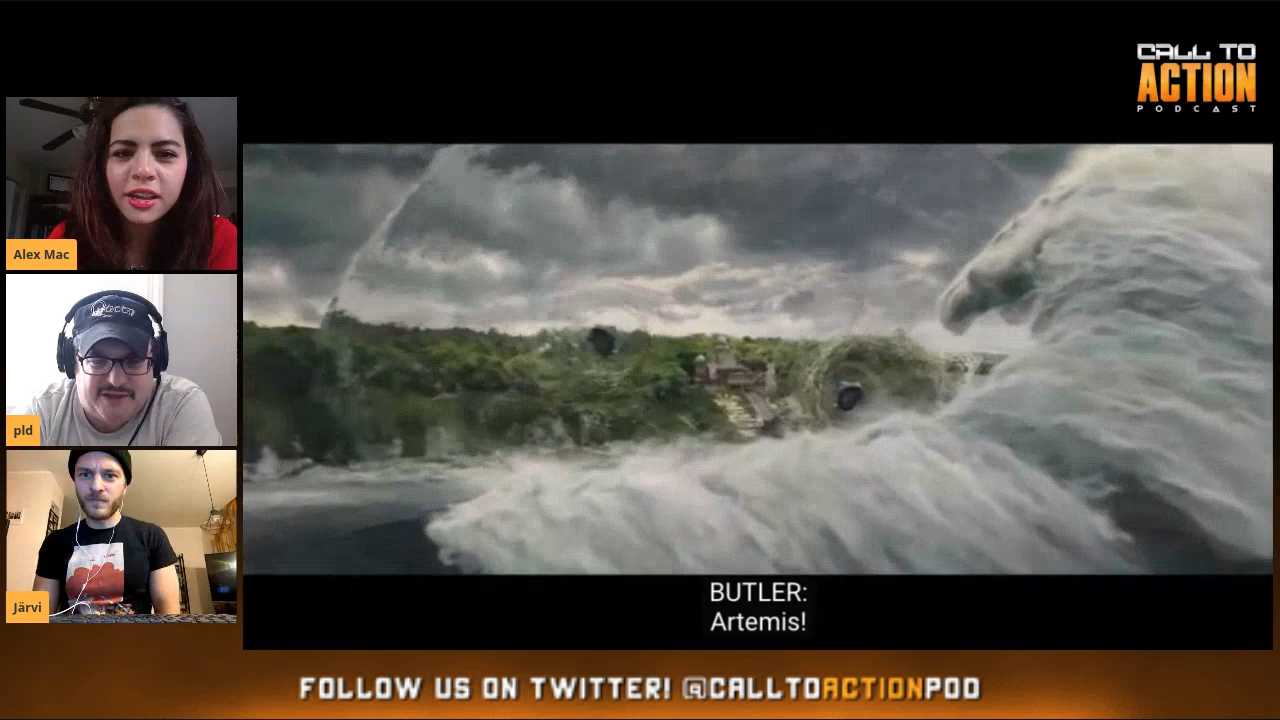 CALL TO
ACTION
PODCAST
Alex Mac
pld
Järvi
BUTLER:
Artemis!
FOLLOW US ON TWITTER! @CALLTOACTIONPOD